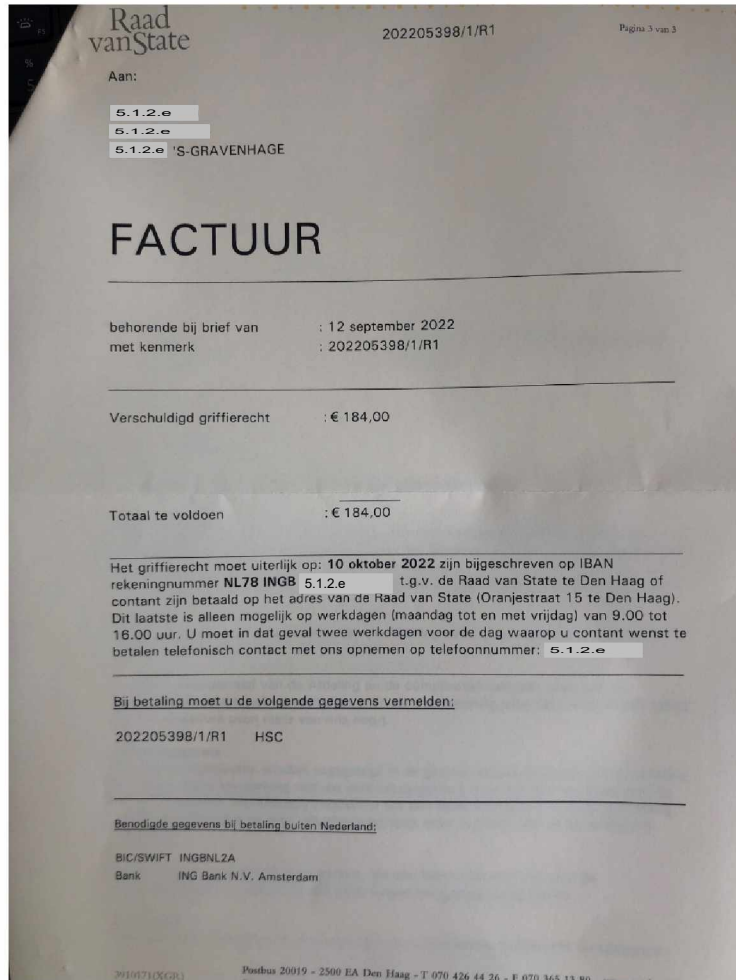 Raad
vanState
202205398/1/R1
Pagina 3 van 3
Aan:
5.1.2.e
5.1.2.e
5.1.2.e 'S-GRAVENHAGE
FACTUUR
behorende bij brief van : 12 september 2022
met kenmerk : 202205398/1/R1
Verschuldigd griffierecht : € 184,00
Totaal te voldoen : € 184,00
Het griffierecht moet uiterlijk op: 10 oktober 2022 zijn bijgeschreven op IBAN
rekeningnummer NL78 INGB 5.1.2.e t.g.v. de Raad van State te Den Haag of
contant zijn betaald op het adres van de Raad van State (Oranjestraat 15 te Den Haag).
Dit laatste is alleen mogelijk op werkdagen (maandag tot en met vrijdag) van 9.00 tot
16.00 uur. U moet in dat geval twee werkdagen voor de dag waarop u contant wenst te
betalen telefonisch contact met ons opnemen op telefoonnummer: 5.1.2.e
Bij betaling moet u de volgende gegevens vermelden:
202205398/1/R1 HSC
Benodigde gegevens bij betaling buiten Nederland:
BIC/SWIFT INGBNL2A
Bank ING Bank N.V. Amsterdam
Postbus 20019 - 2500 EA Den Haag - T 070 426 44 26 - F 070 365 13 80